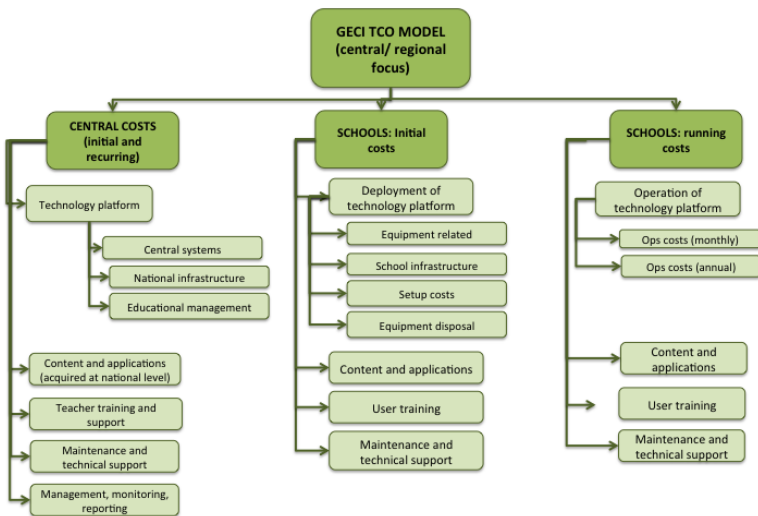 GECI TCO MODEL
(central/ regional
focus)
CENTRAL COSTS
(initial and
recurring)
Technology platform
Central systems
National infrastructure
Educational management
Content and applications
(acquired at national level)
Teacher training and
support
Maintenance and
technical support
Management, monitoring,
reporting
SCHOOLS: Initial
costs
Deployment of
technology platform
Equipment related
School infrastructure
Setup costs
Equipment disposal
Content and applications
User training
Maintenance and
technical support
SCHOOLS: running
costs
Operation of
technology platform
Ops costs (monthly)
Ops costs (annual)
Content and
applications
User training
Maintenance and
technical support